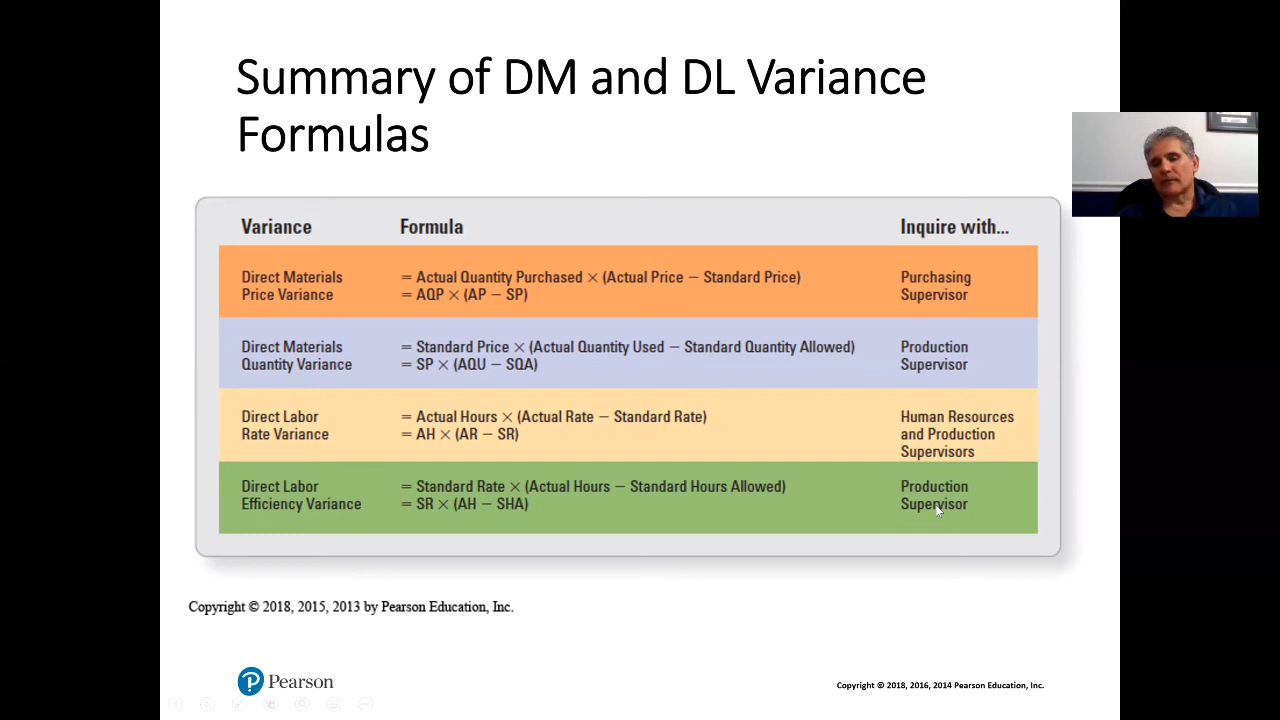 Summary of DM and DL Variance
Formulas
Variance Formula Inquire with...
Direct Materials = Actual Quantity Purchased × (Actual Price − Standard Price) Purchasing
Price Variance = AQP × (AP − SP) Supervisor
Direct Materials = Standard Price × (Actual Quantity Used − Standard Quantity Allowed) Production
Quantity Variance = SP × (AQU − SQA) Supervisor
Direct Labor = Actual Hours × (Actual Rate − Standard Rate) Human Resources
Rate Variance = AH × (AR − SR) and Production
Supervisors
Direct Labor = Standard Rate × (Actual Hours − Standard Hours Allowed) Production
Efficiency Variance = SR × (AH − SHA) Supervisor
Copyright © 2018, 2015, 2013 by Pearson Education, Inc.
P Pearson
Copyright © 2018, 2016, 2014 Pearson Education, Inc.